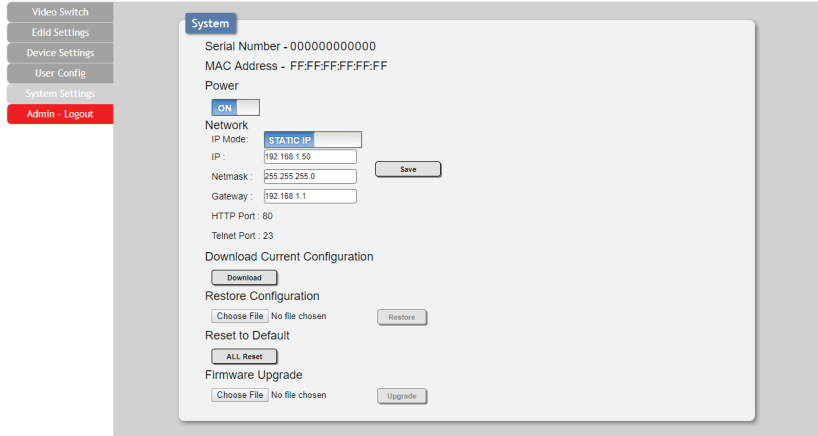 Video Switch
Edid Settings
Device Settings
User Config
System Settings
Admin - Logout
System
Serial Number - 000000000000
MAC Address - FF:FF:FF:FF:FF:FF
Power
ON
Network
IP Mode: STATIC IP
IP : 192.168.1.50
Save
Netmask : 255.255.255.0
Gateway : 192.168.1.1
HTTP Port : 80
Telnet Port : 23
Download Current Configuration
Download
Restore Configuration
Choose File No file chosen Restore
Reset to Default
ALL Reset
Firmware Upgrade
Choose File No file chosen Upgrade